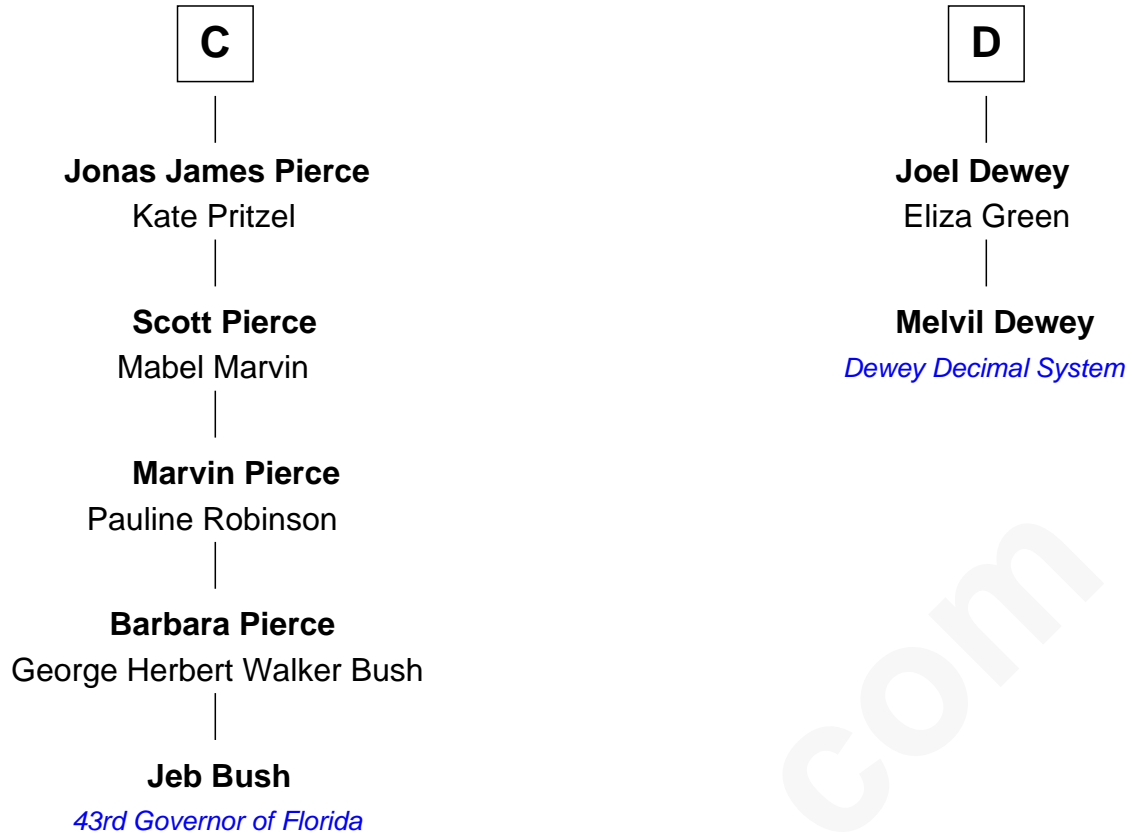 C
Jonas James Pierce
Kate Pritzel
Scott Pierce
Mabel Marvin
Marvin Pierce
Pauline Robinson
Barbara Pierce
George Herbert Walker Bush
Jeb Bush
43rd Governor of Florida
D
Joel Dewey
Eliza Green
Melvil Dewey
Dewey Decimal System
com